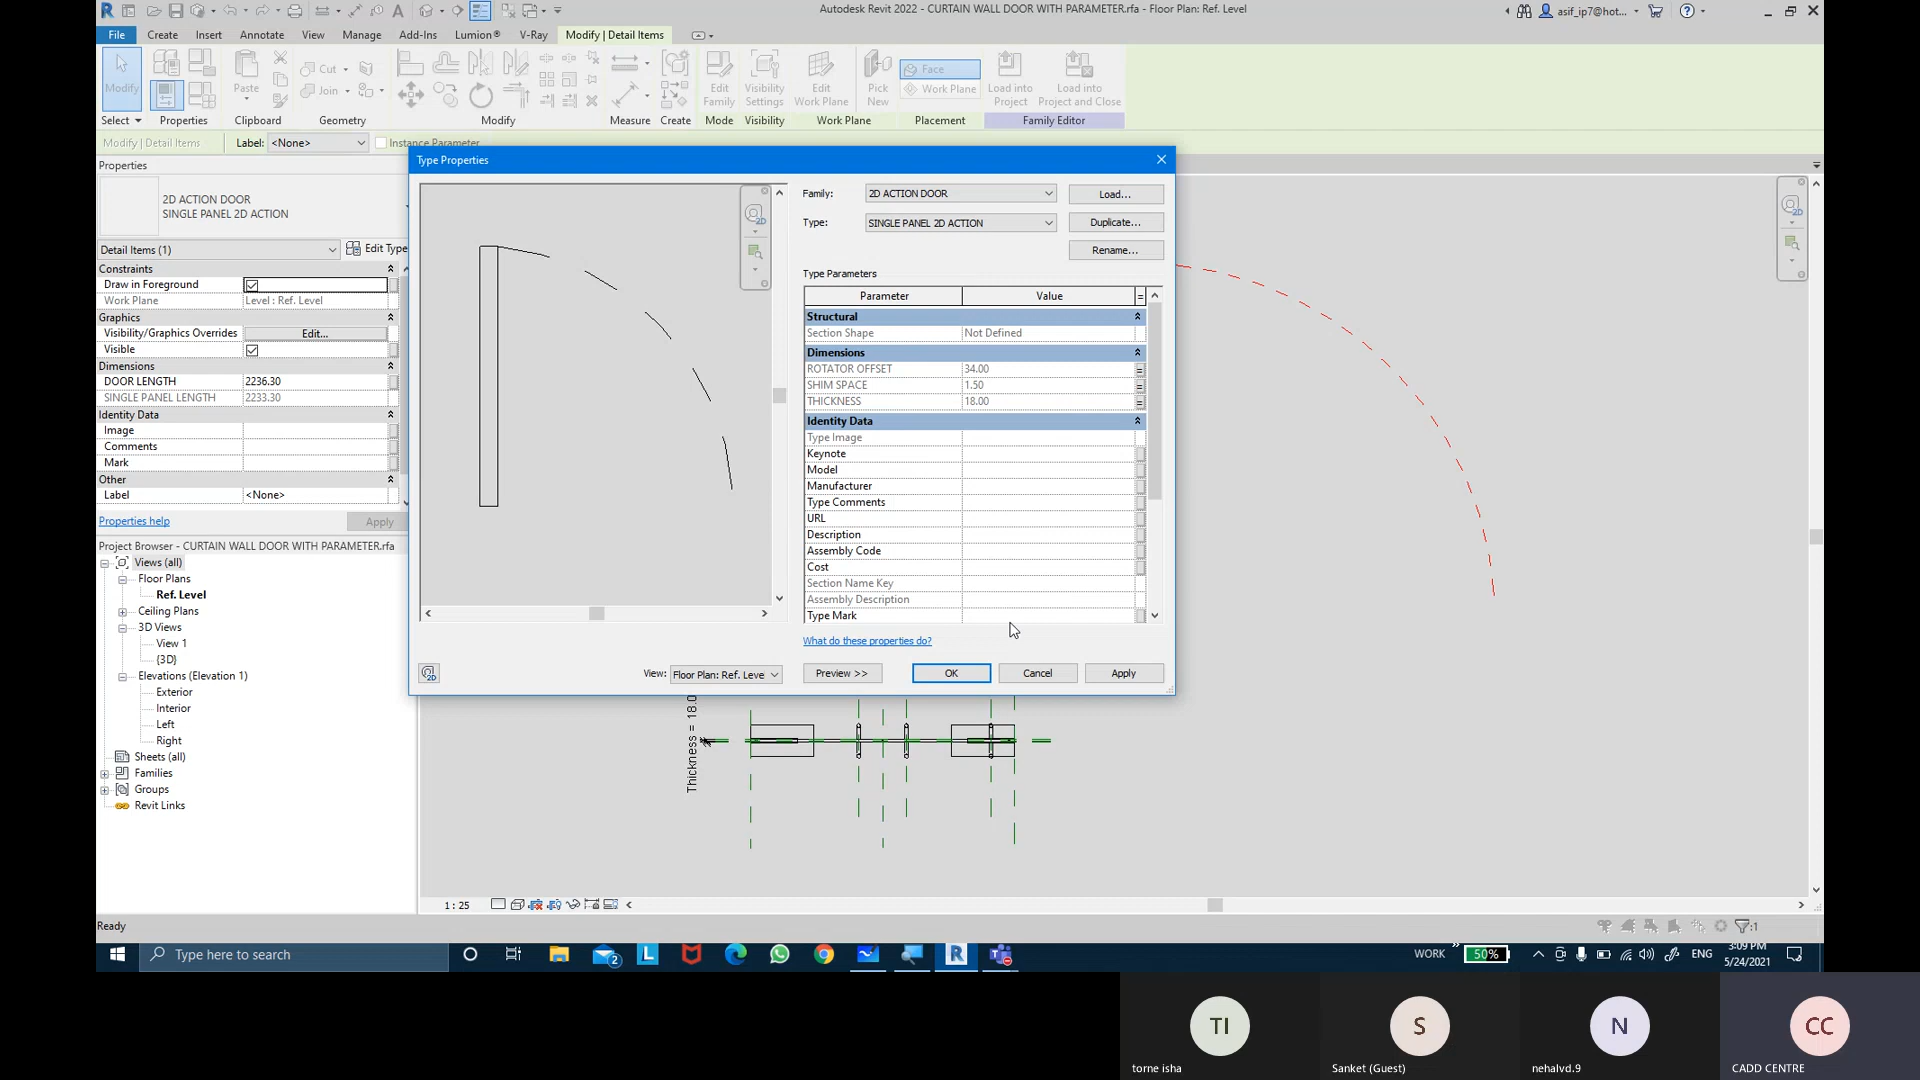 Autodesk Revit 2022 - CURTAIN WALL DOOR WITH PARAMETER.rfa - Floor Plan: Ref. Level
asif_ip7@hot...
File Create Insert Annotate View Manage Add-Ins Lumion® V-Ray Modify | Detail Items
Modify
Paste
Cut
Join
Edit Family
Visibility Settings
Edit Work Plane
Pick New
Face
Work Plane
Load into Project
Load into Project and Close
Select Properties Clipboard Geometry Modify Measure Create Mode Visibility Work Plane Placement Family Editor
Modify | Detail Items Label: <None> Instance Parameter
Properties
2D ACTION DOOR
SINGLE PANEL 2D ACTION
Detail Items (1) Edit Type
Constraints
Draw in Foreground
Work Plane Level : Ref. Level
Graphics
Visibility/Graphics Overrides Edit...
Visible
Dimensions
DOOR LENGTH 2236.30
SINGLE PANEL LENGTH 2233.30
Identity Data
Image
Comments
Mark
Other
Label <None>
Properties help Apply
Project Browser - CURTAIN WALL DOOR WITH PARAMETER.rfa
Views (all)
Floor Plans
Ref. Level
Ceiling Plans
3D Views
View 1
{3D}
Elevations (Elevation 1)
Exterior
Interior
Left
Right
Sheets (all)
Families
Groups
Revit Links
Type Properties
Family: 2D ACTION DOOR Load...
Type: SINGLE PANEL 2D ACTION Duplicate...
Rename...
Type Parameters
Parameter Value =
Structural
Section Shape Not Defined
Dimensions
ROTATOR OFFSET 34.00
SHIM SPACE 1.50
THICKNESS 18.00
Identity Data
Type Image
Keynote
Model
Manufacturer
Type Comments
URL
Description
Assembly Code
Cost
Section Name Key
Assembly Description
Type Mark
What do these properties do?
View: Floor Plan: Ref. Leve Preview >> OK Cancel Apply
Thickness = 18.0
1 : 25
Ready
:1
Type here to search
2
WORK
50%
ENG
3:09 PM
5/24/2021
TI
S
N
CC
torne isha
Sanket (Guest)
nehalvd.9
CADD CENTRE